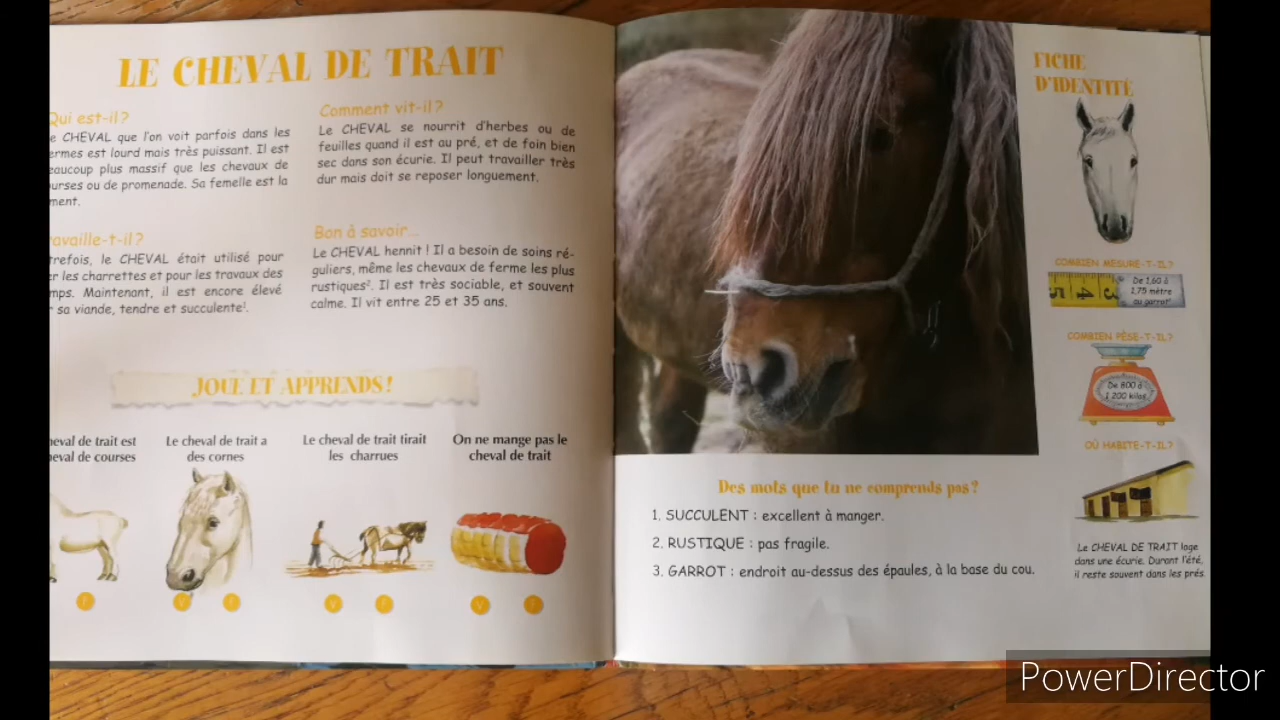 LE CHEVAL DE TRAIT
Qui est-il ?
e CHEVAL que l'on voit parfois dans les
ermes est lourd mais très puissant. Il est
eaucoup plus massif que les chevaux de
urses ou de promenade. Sa femelle est la
ment.
availle-t-il ?
trefois, le CHEVAL était utilisé pour
er les charrettes et pour les travaux des
mps. Maintenant, il est encore élevé
sa viande, tendre et succulente¹.
Comment vit-il ?
Le CHEVAL se nourrit d'herbes ou de
feuilles quand il est au pré, et de foin bien
sec dans son écurie. Il peut travailler très
dur mais doit se reposer longuement.
Bon à savoir...
Le CHEVAL hennit ! Il a besoin de soins ré-
guliers, même les chevaux de ferme les plus
rustiques². Il est très sociable, et souvent
calme. Il vit entre 25 et 35 ans.
JOUE ET APPRENDS !
heval de trait est
heval de courses
F
Le cheval de trait a
des cornes
V F
Le cheval de trait tirait
les charrues
V F
On ne mange pas le
cheval de trait
V F
Des mots que tu ne comprends pas ?
1. SUCCULENT : excellent à manger.
2. RUSTIQUE : pas fragile.
3. GARROT : endroit au-dessus des épaules, à la base du cou.
FICHE
D'IDENTITÉ
COMBIEN MESURE-T-IL ?
De 1,60 à
1,75 mètre
au garrot³
COMBIEN PÈSE-T-IL ?
De 800 à
1 200 kilos
OÙ HABITE-T-IL ?
Le CHEVAL DE TRAIT loge
dans une écurie. Durant l'été,
il reste souvent dans les prés.
PowerDirector